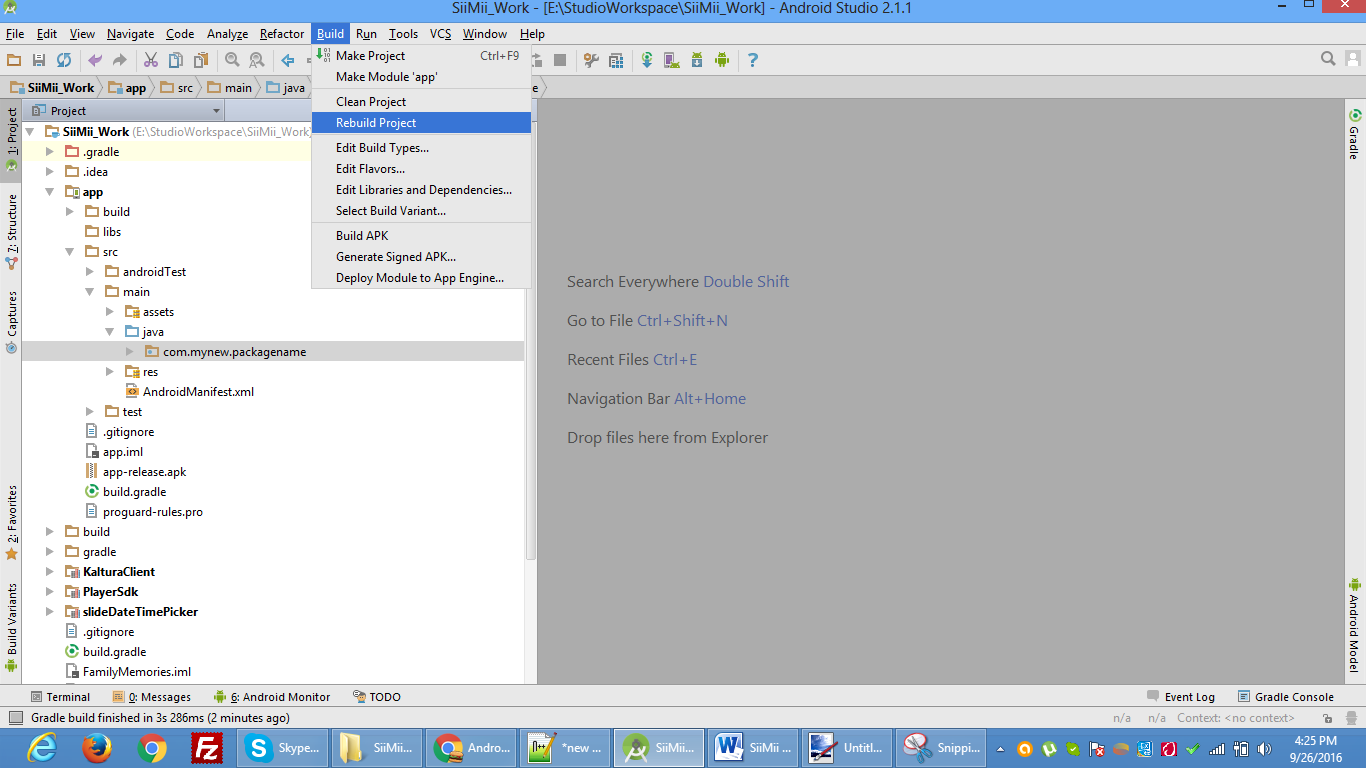 SiiMii_Work - [E:\StudioWorkspace\SiiMii_Work] - Android Studio 2.1.1
File Edit View Navigate Code Analyze Refactor Build Run Tools VCS Window Help
SiiMii_Work app src main java
Project
1: Project
7: Structure
Captures
2: Favorites
Build Variants
SiiMii_Work (E:\StudioWorkspace\SiiMii_Work)
.gradle
.idea
app
build
libs
src
androidTest
main
assets
java
com.mynew.packagename
res
AndroidManifest.xml
test
.gitignore
app.iml
app-release.apk
build.gradle
proguard-rules.pro
build
gradle
KalturaClient
PlayerSdk
slideDateTimePicker
.gitignore
build.gradle
FamilyMemories.iml
Make Project Ctrl+F9
Make Module 'app'
Clean Project
Rebuild Project
Edit Build Types...
Edit Flavors...
Edit Libraries and Dependencies...
Select Build Variant...
Build APK
Generate Signed APK...
Deploy Module to App Engine...
Search Everywhere Double Shift
Go to File Ctrl+Shift+N
Recent Files Ctrl+E
Navigation Bar Alt+Home
Drop files here from Explorer
Gradle
Android Model
Terminal 0: Messages 6: Android Monitor TODO Event Log Gradle Console
Gradle build finished in 3s 286ms (2 minutes ago) n/a n/a Context: <no context>
Skype... SiiMii... Andro... *new ... SiiMii... SiiMii ... Untitl... Snippi...
4:25 PM
9/26/2016